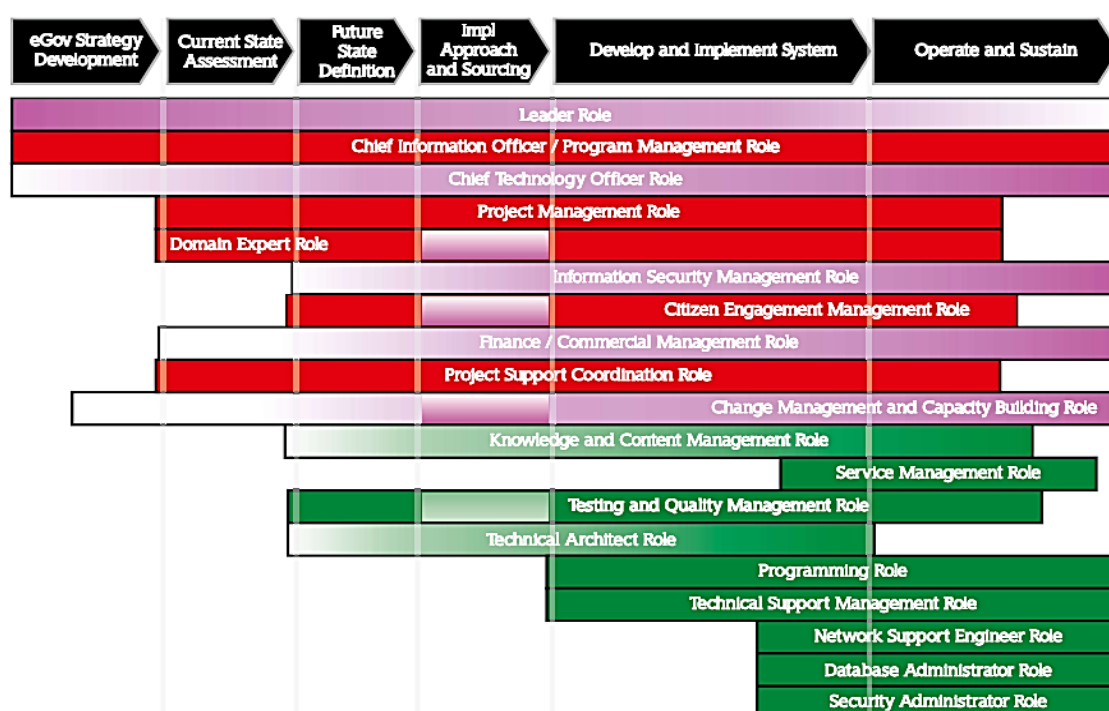 eGov Strategy
Development
Current State
Assessment
Future
State
Definition
Impl
Approach
and Sourcing
Develop and Implement System
Operate and Sustain
Leader Role
Chief Information Officer / Program Management Role
Chief Technology Officer Role
Project Management Role
Domain Expert Role
Information Security Management Role
Citizen Engagement Management Role
Finance / Commercial Management Role
Project Support Coordination Role
Change Management and Capacity Building Role
Knowledge and Content Management Role
Service Management Role
Testing and Quality Management Role
Technical Architect Role
Programming Role
Technical Support Management Role
Network Support Engineer Role
Database Administrator Role
Security Administrator Role